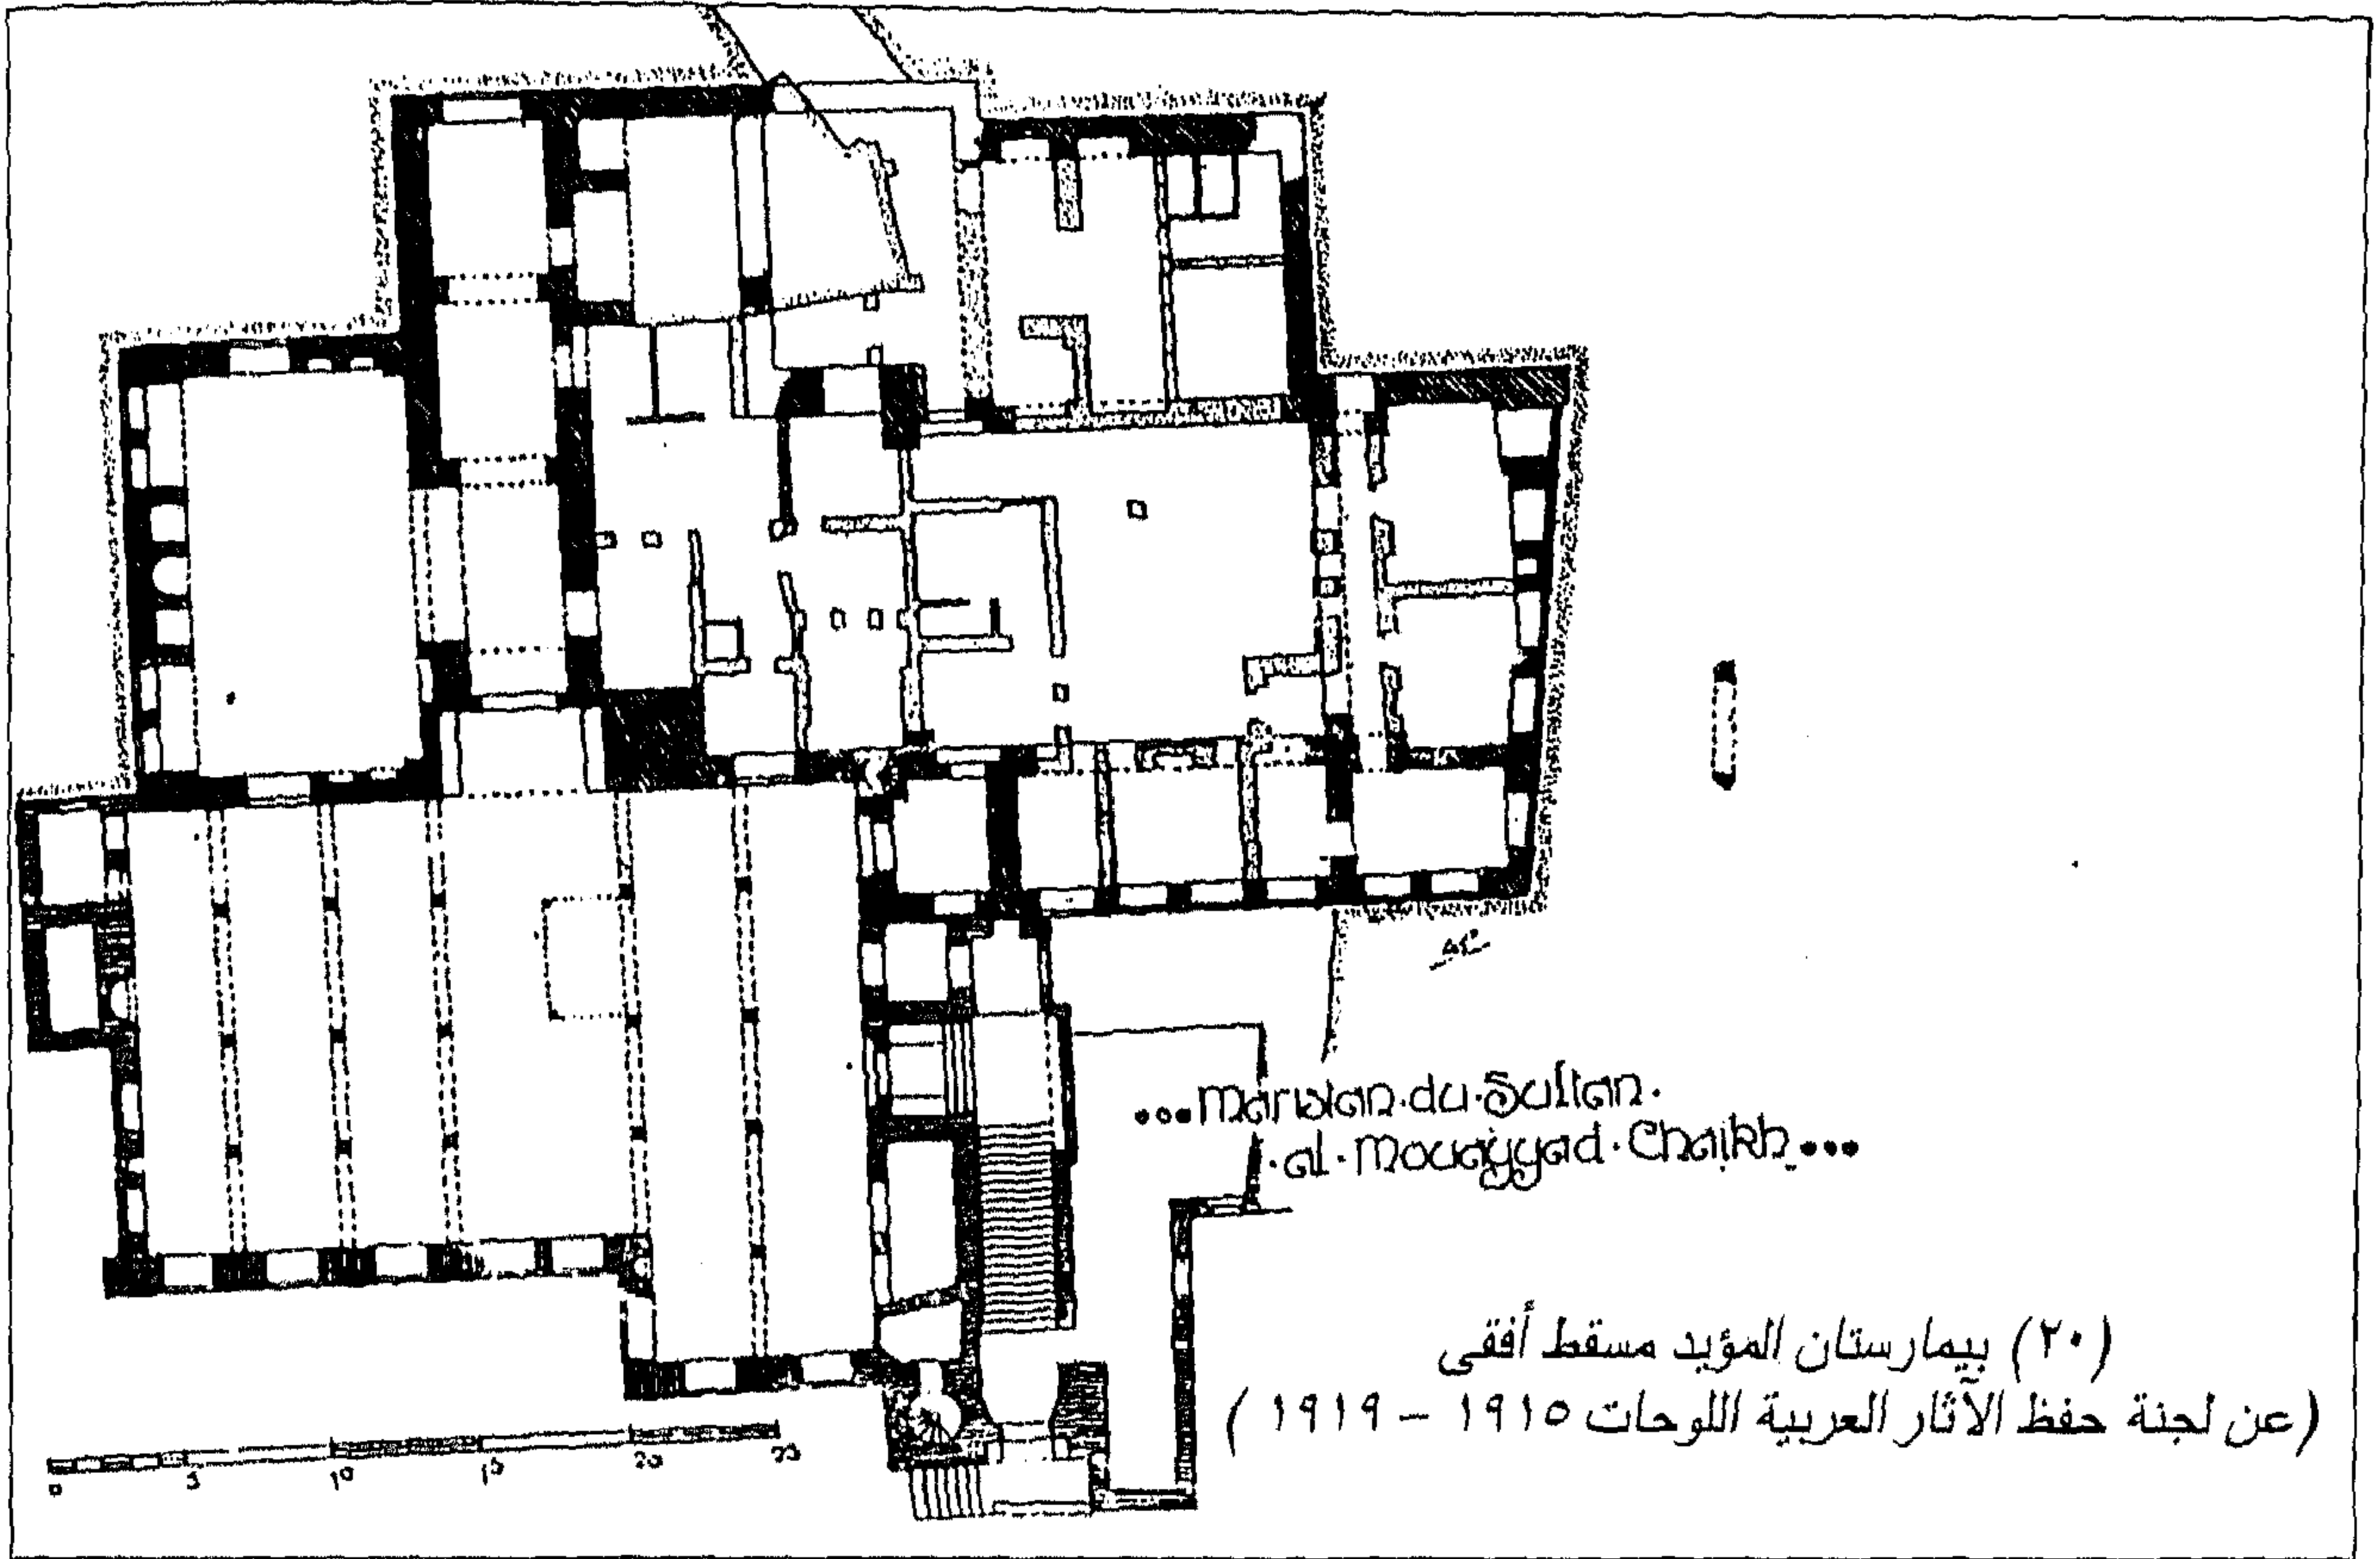 ...Maristan.du.Sultan.
.al.Mouayyad.Chaikh...
(٢٠) بيمارستان المؤيد مسقط أفقى
(عن لجنة حفظ الآثار العربية اللوحات ١٩١٥ – ١٩١٩ )
0 5 10 15 20 25